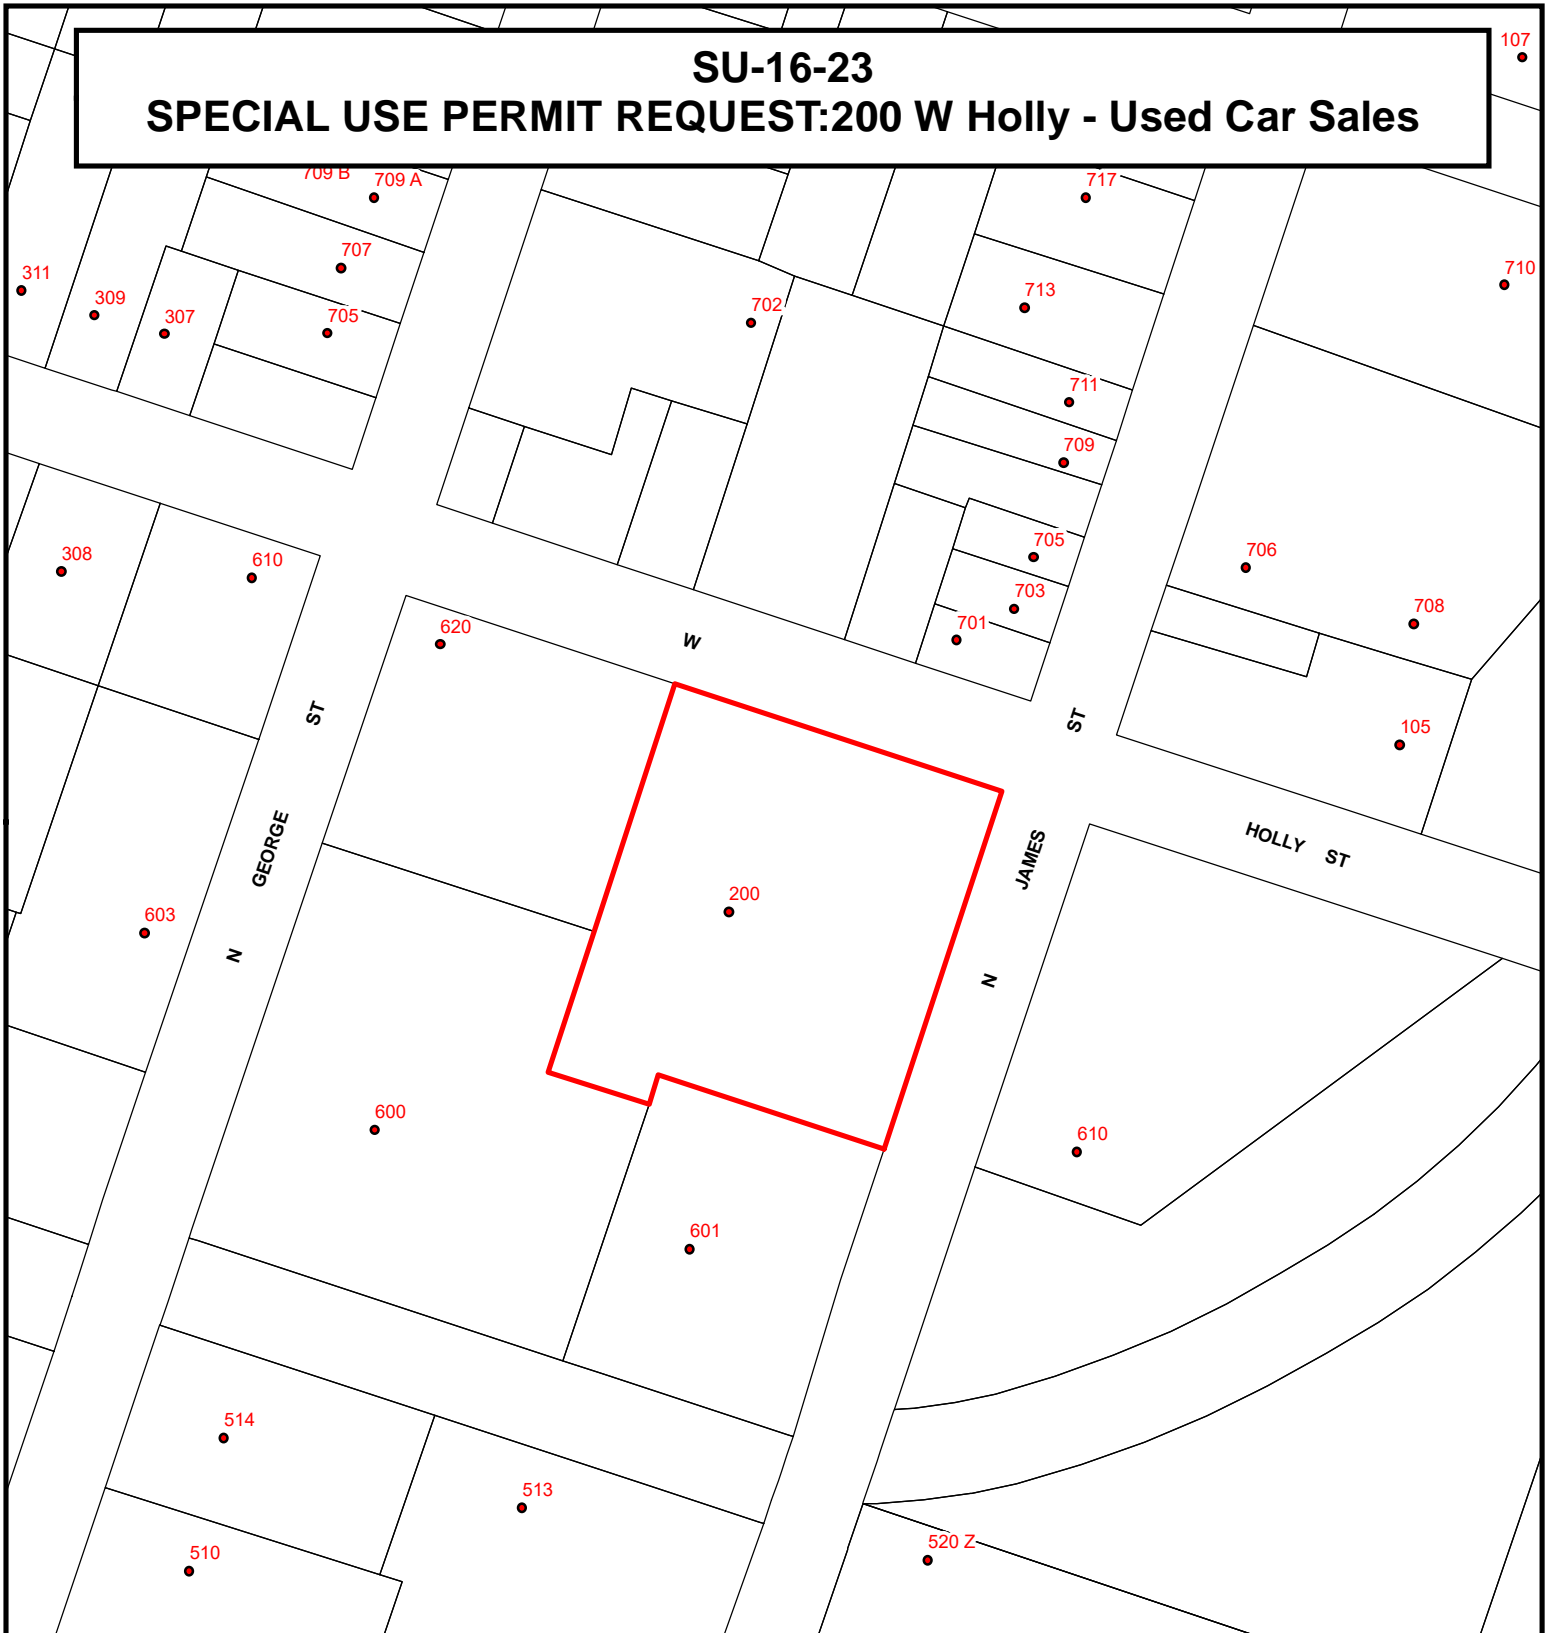 SU-16-23
SPECIAL USE PERMIT REQUEST:200 W Holly - Used Car Sales
107
709 B
709 A
717
707
311
309
307
705
702
713
710
711
709
308
610
705
706
703
708
620
701
W
ST
ST
105
GEORGE
JAMES
HOLLY ST
200
603
N
N
600
610
601
514
513
510
520 Z